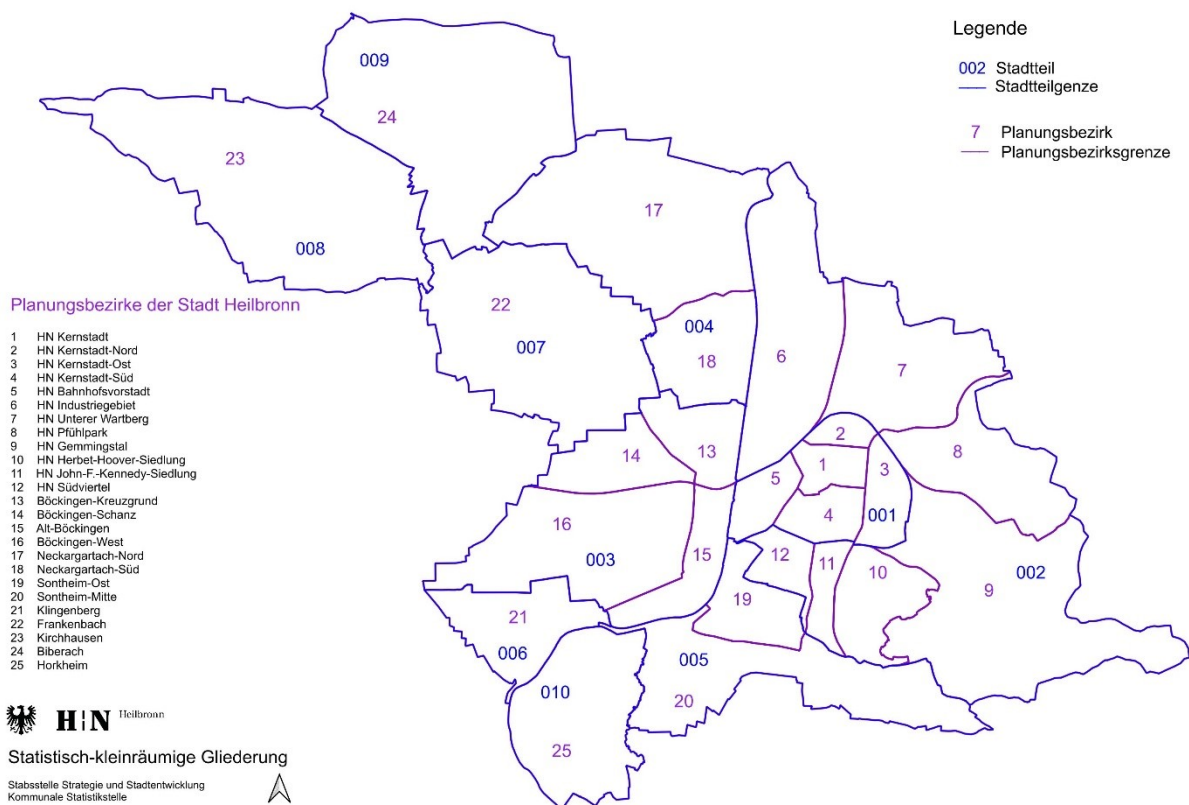 Legende
002 Stadtteil
Stadtteilgenze
7 Planungsbezirk
Planungsbezirksgrenze
009
24
23
17
008
22
007
004
18
6
7
2
14
13
1
3
8
5
16
4
001
003
15
12
11
10
002
9
21
19
006
005
010
20
25
Planungsbezirke der Stadt Heilbronn
1 HN Kernstadt
2 HN Kernstadt-Nord
3 HN Kernstadt-Ost
4 HN Kernstadt-Süd
5 HN Bahnhofsvorstadt
6 HN Industriegebiet
7 HN Unterer Wartberg
8 HN Pfühlpark
9 HN Gemmingstal
10 HN Herbet-Hoover-Siedlung
11 HN John-F.-Kennedy-Siedlung
12 HN Südviertel
13 Böckingen-Kreuzgrund
14 Böckingen-Schanz
15 Alt-Böckingen
16 Böckingen-West
17 Neckargartach-Nord
18 Neckargartach-Süd
19 Sontheim-Ost
20 Sontheim-Mitte
21 Klingenberg
22 Frankenbach
23 Kirchhausen
24 Biberach
25 Horkheim
H|N Heilbronn
Statistisch-kleinräumige Gliederung
Stabsstelle Strategie und Stadtentwicklung
Kommunale Statistikstelle